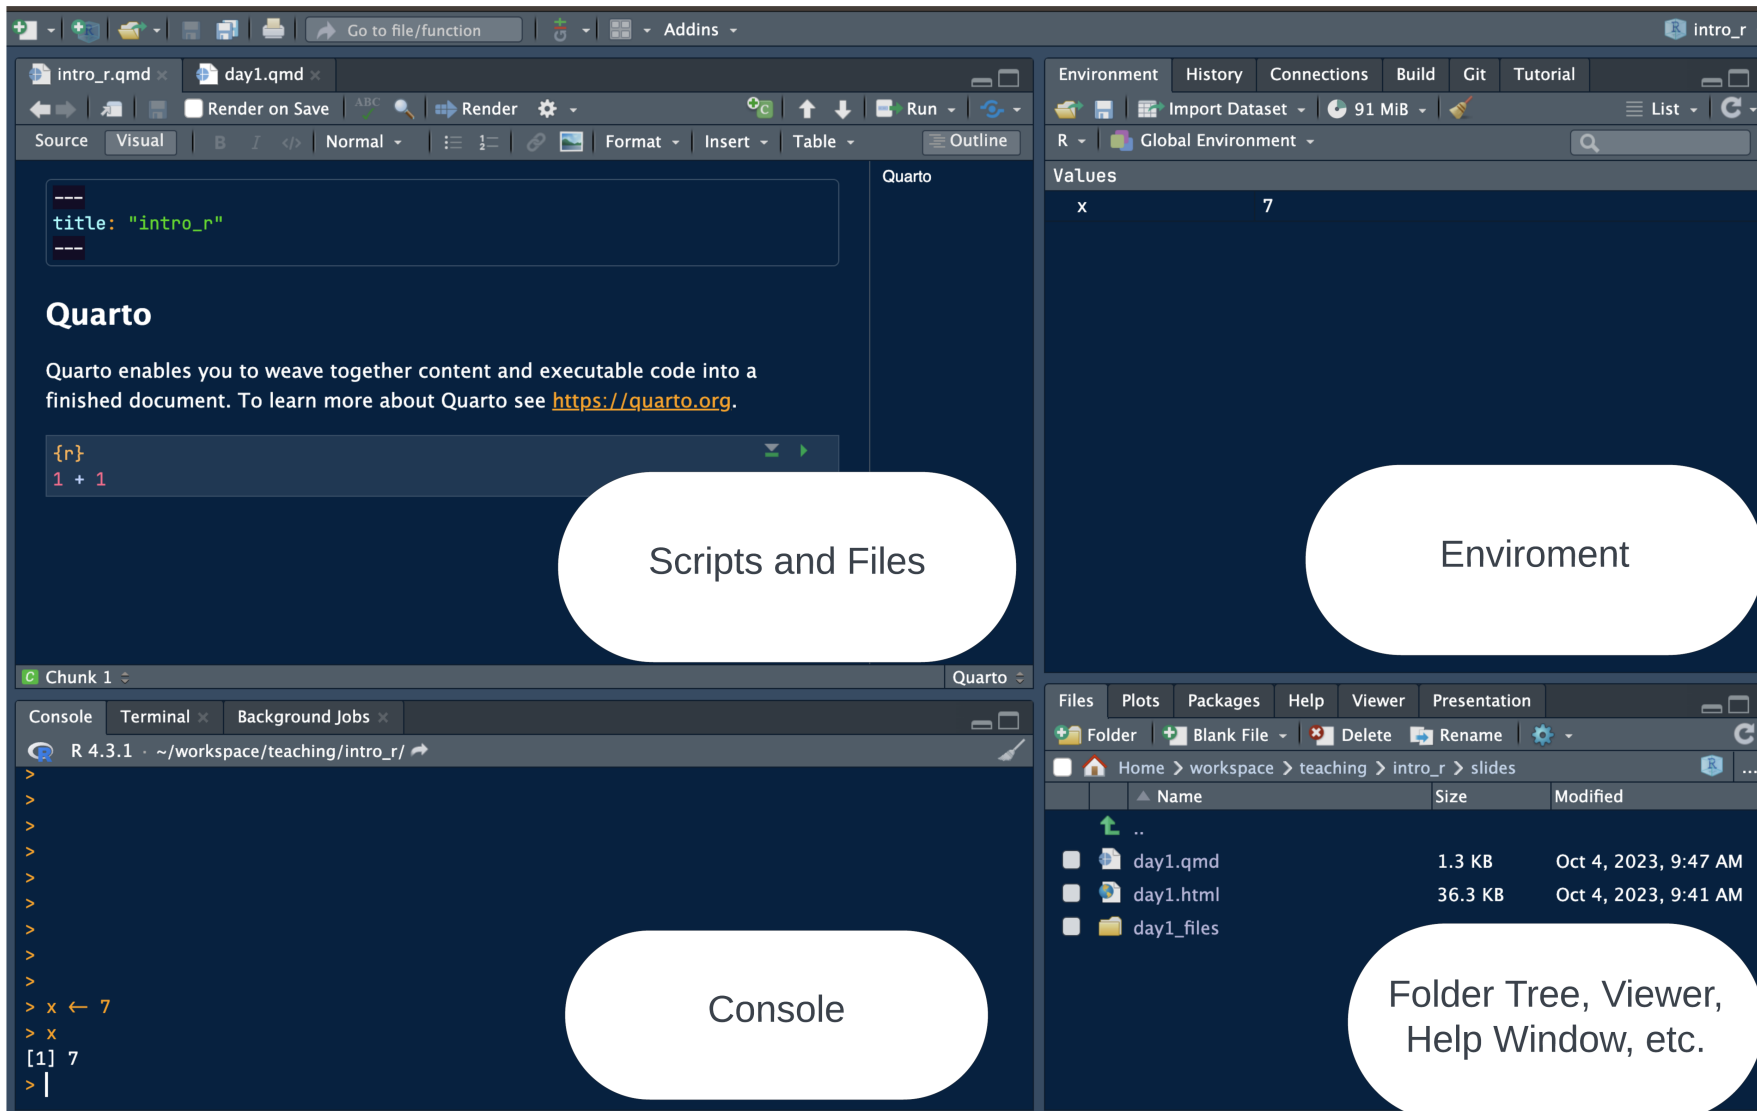 Go to file/function
Addins
intro_r
intro_r.qmd
day1.qmd
Render on Save
ABC
Render
Run
Source
Visual
B
I
</>
Normal
Format
Insert
Table
Outline
---
title: "intro_r"
---
Quarto
Quarto enables you to weave together content and executable code into a
finished document. To learn more about Quarto see https://quarto.org.
{r}
1 + 1
Quarto
Scripts and Files
C Chunk 1
Quarto
Environment
History
Connections
Build
Git
Tutorial
Import Dataset
91 MiB
List
R
Global Environment
Values
x 7
Enviroment
Console
Terminal
Background Jobs
R 4.3.1 · ~/workspace/teaching/intro_r/
>
>
>
>
>
>
>
>
>
> x ← 7
> x
[1] 7
>
Console
Files
Plots
Packages
Help
Viewer
Presentation
Folder
Blank File
Delete
Rename
Home > workspace > teaching > intro_r > slides
...
Name Size Modified
..
day1.qmd 1.3 KB Oct 4, 2023, 9:47 AM
day1.html 36.3 KB Oct 4, 2023, 9:41 AM
day1_files
Folder Tree, Viewer,
Help Window, etc.